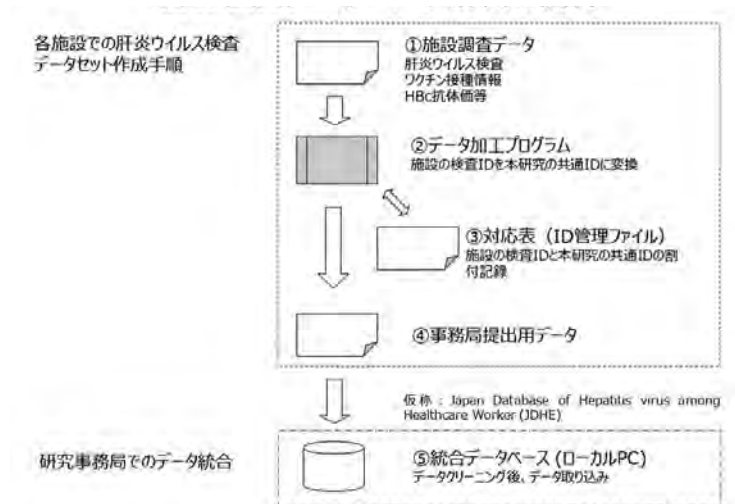 各施設での肝炎ウイルス検査
データセット作成手順
①施設調査データ
肝炎ウイルス検査
ワクチン接種情報
HBc抗体価等
②データ加工プログラム
施設の検査IDを本研究の共通IDに変換
③対応表（ID管理ファイル）
施設の検査IDと本研究の共通IDの割
付記録
④事務局提出用データ
仮称：Japan Database of Hepatitis virus among
Healthcare Worker (JDHE)
研究事務局でのデータ統合
⑤統合データベース (ローカルPC)
データクリーニング後、データ取り込み